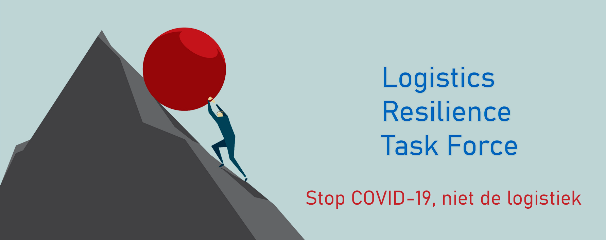 Logistics
Resilience
Task Force
Stop COVID-19, niet de logistiek